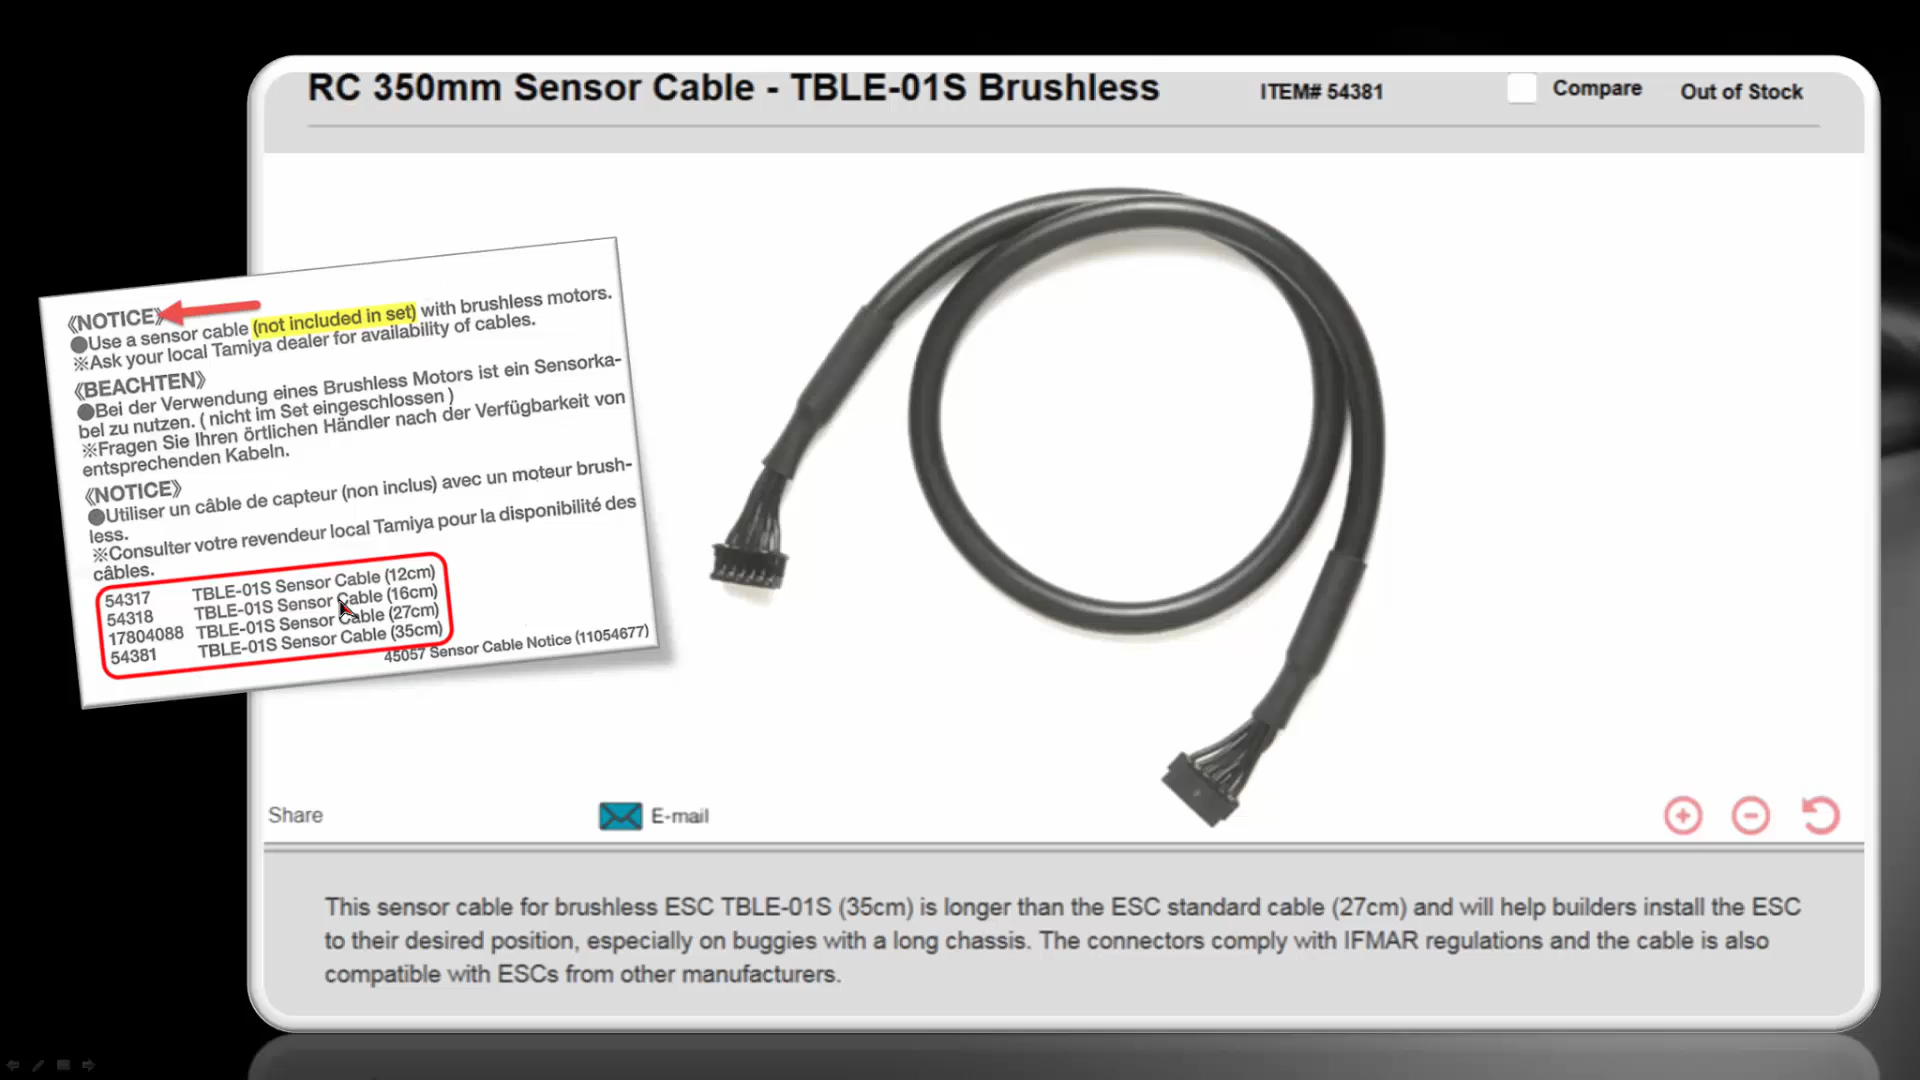 RC 350mm Sensor Cable - TBLE-01S Brushless
ITEM# 54381
Compare
Out of Stock
《NOTICE》
●Use a sensor cable (not included in set) with brushless motors.
※Ask your local Tamiya dealer for availability of cables.
《BEACHTEN》
●Bei der Verwendung eines Brushless Motors ist ein Sensorka-
bel zu nutzen. ( nicht im Set eingeschlossen )
※Fragen Sie Ihren örtlichen Händler nach der Verfügbarkeit von
entsprechenden Kabeln.
《NOTICE》
●Utiliser un câble de capteur (non inclus) avec un moteur brush-
less.
※Consulter votre revendeur local Tamiya pour la disponibilité des
câbles.
54317 TBLE-01S Sensor Cable (12cm)
54318 TBLE-01S Sensor Cable (16cm)
17804088 TBLE-01S Sensor Cable (27cm)
54381 TBLE-01S Sensor Cable (35cm)
45057 Sensor Cable Notice (11054677)
Share
E-mail
This sensor cable for brushless ESC TBLE-01S (35cm) is longer than the ESC standard cable (27cm) and will help builders install the ESC
to their desired position, especially on buggies with a long chassis. The connectors comply with IFMAR regulations and the cable is also
compatible with ESCs from other manufacturers.